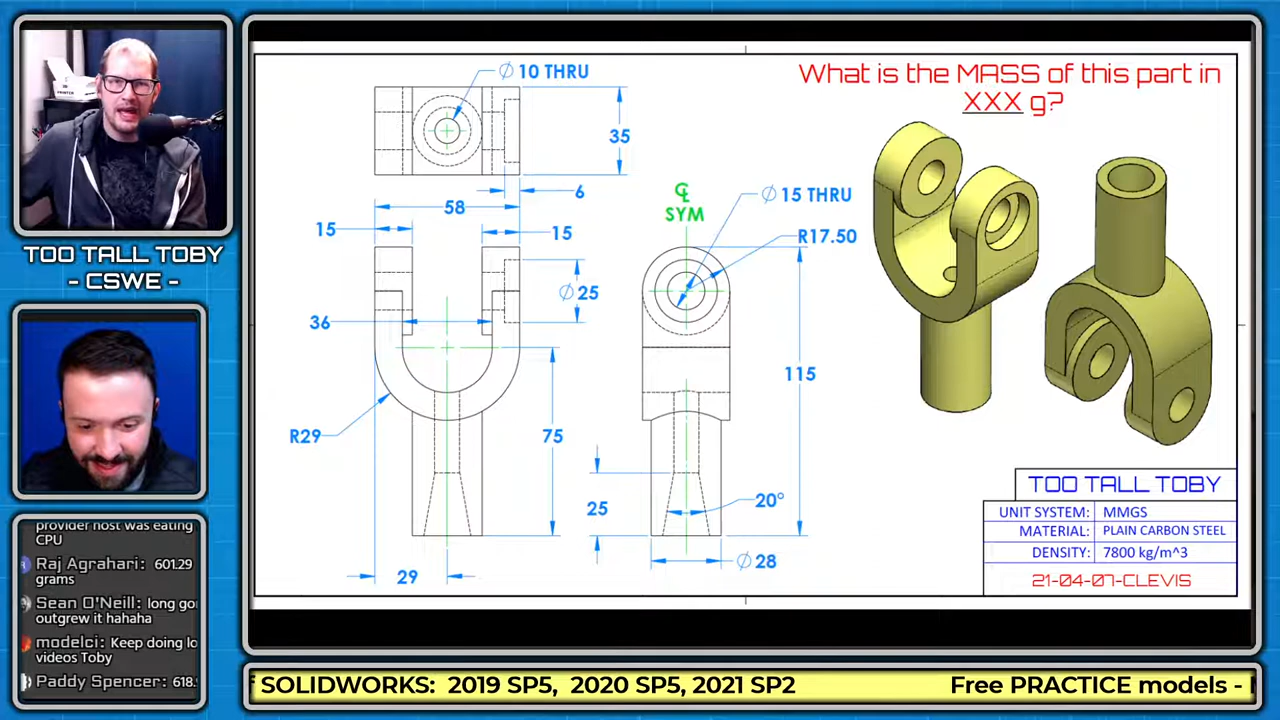 TOO TALL TOBY
- CSWE -
provider host was eating
CPU
Raj Agrahari: 601.29
grams
Sean O'Neill: long go
outgrew it hahaha
modelci: Keep doing lo
videos Toby
Paddy Spencer: 618.
What is the MASS of this part in
XXX g?
Ø 10 THRU
35
6
58
15
15
Ø 25
36
R29
75
29
℄
SYM
Ø 15 THRU
R17.50
115
25
20°
Ø 28
TOO TALL TOBY
UNIT SYSTEM: MMGS
MATERIAL: PLAIN CARBON STEEL
DENSITY: 7800 kg/m^3
21-04-07-CLEVIS
SOLIDWORKS: 2019 SP5, 2020 SP5, 2021 SP2
Free PRACTICE models -